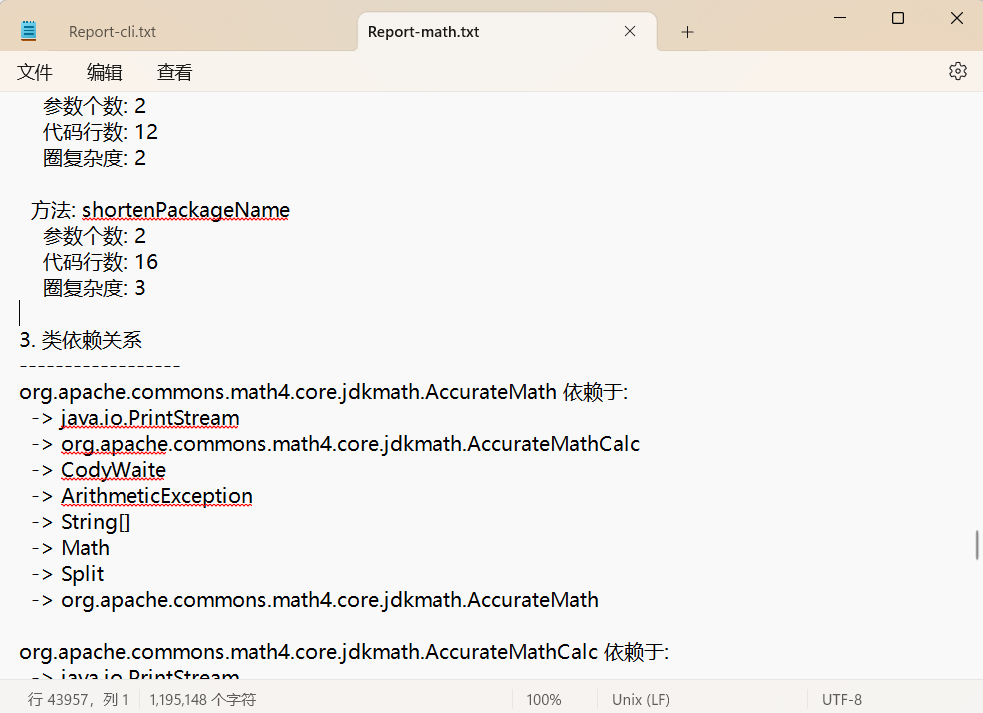 Report-cli.txt
Report-math.txt
文件 编辑 查看
参数个数: 2
代码行数: 12
圈复杂度: 2
方法: shortenPackageName
参数个数: 2
代码行数: 16
圈复杂度: 3
3. 类依赖关系
------------------
org.apache.commons.math4.core.jdkmath.AccurateMath 依赖于:
-> java.io.PrintStream
-> org.apache.commons.math4.core.jdkmath.AccurateMathCalc
-> CodyWaite
-> ArithmeticException
-> String[]
-> Math
-> Split
-> org.apache.commons.math4.core.jdkmath.AccurateMath
org.apache.commons.math4.core.jdkmath.AccurateMathCalc 依赖于:
-> java.io.PrintStream
行 43957，列 1 1,195,148 个字符 100% Unix (LF) UTF-8